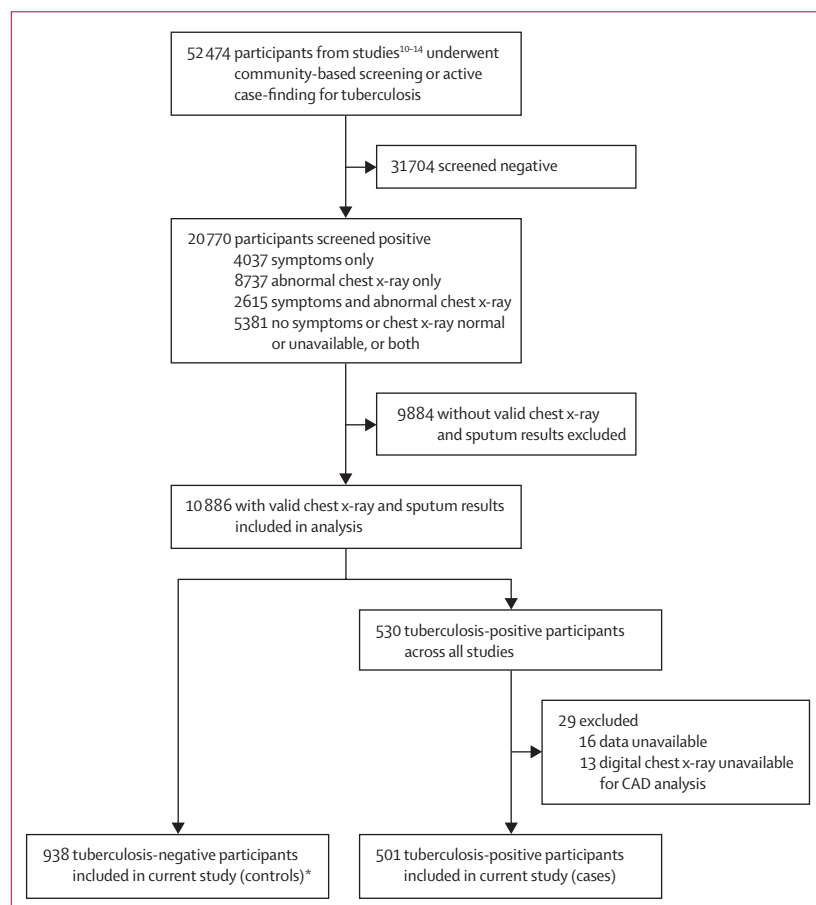 52 474 participants from studies¹⁰⁻¹⁴ underwent
community-based screening or active
case-finding for tuberculosis
31 704 screened negative
20 770 participants screened positive
4037 symptoms only
8737 abnormal chest x-ray only
2615 symptoms and abnormal chest x-ray
5381 no symptoms or chest x-ray normal
or unavailable, or both
9884 without valid chest x-ray
and sputum results excluded
10 886 with valid chest x-ray and sputum results
included in analysis
530 tuberculosis-positive participants
across all studies
29 excluded
16 data unavailable
13 digital chest x-ray unavailable
for CAD analysis
938 tuberculosis-negative participants
included in current study (controls)*
501 tuberculosis-positive participants
included in current study (cases)